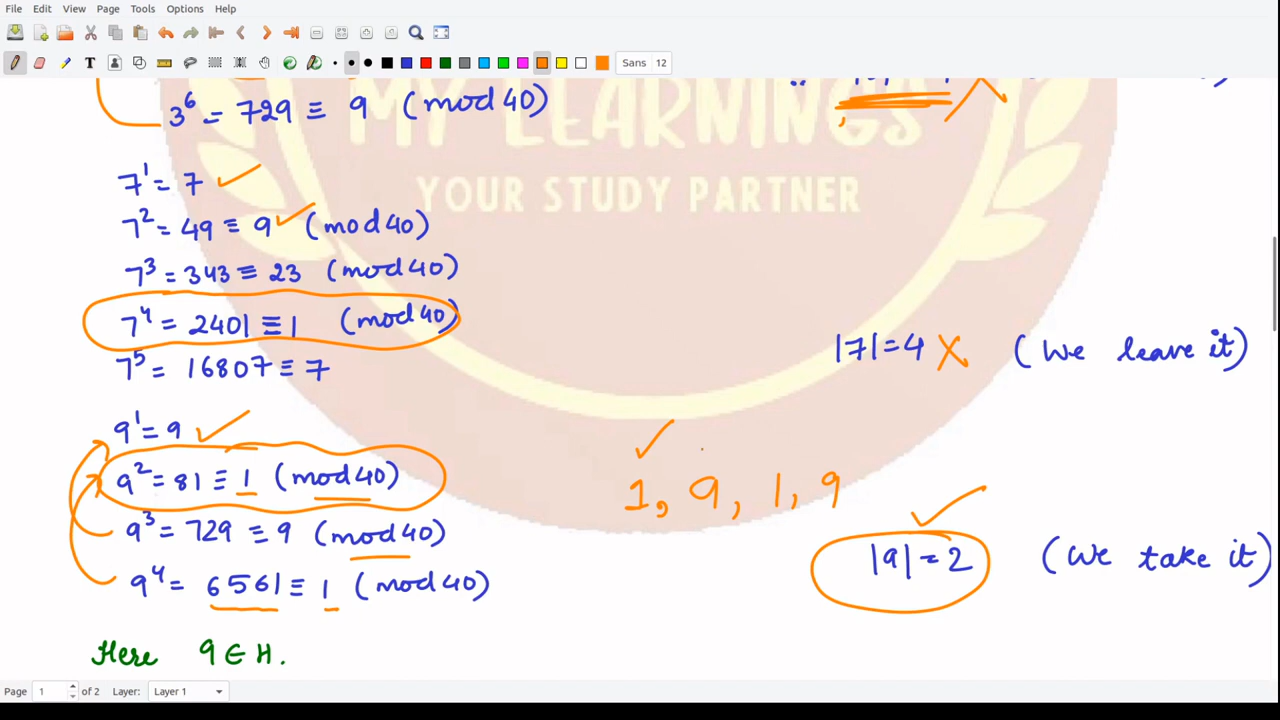 File Edit View Page Tools Options Help
Sans 12
3^6 = 729 ≡ 9 (mod 40)
MY LEARNINGS
YOUR STUDY PARTNER
7^1 = 7
7^2 = 49 ≡ 9 (mod 40)
7^3 = 343 ≡ 23 (mod 40)
7^4 = 2401 ≡ 1 (mod 40)
|7| = 4 X (We leave it)
7^5 = 16807 ≡ 7
9^1 = 9
9^2 = 81 ≡ 1 (mod 40)
1, 9, 1, 9
9^3 = 729 ≡ 9 (mod 40)
|9| = 2 (We take it)
9^4 = 6561 ≡ 1 (mod 40)
Here 9 ∈ H.
Page 1 of 2 Layer: Layer 1